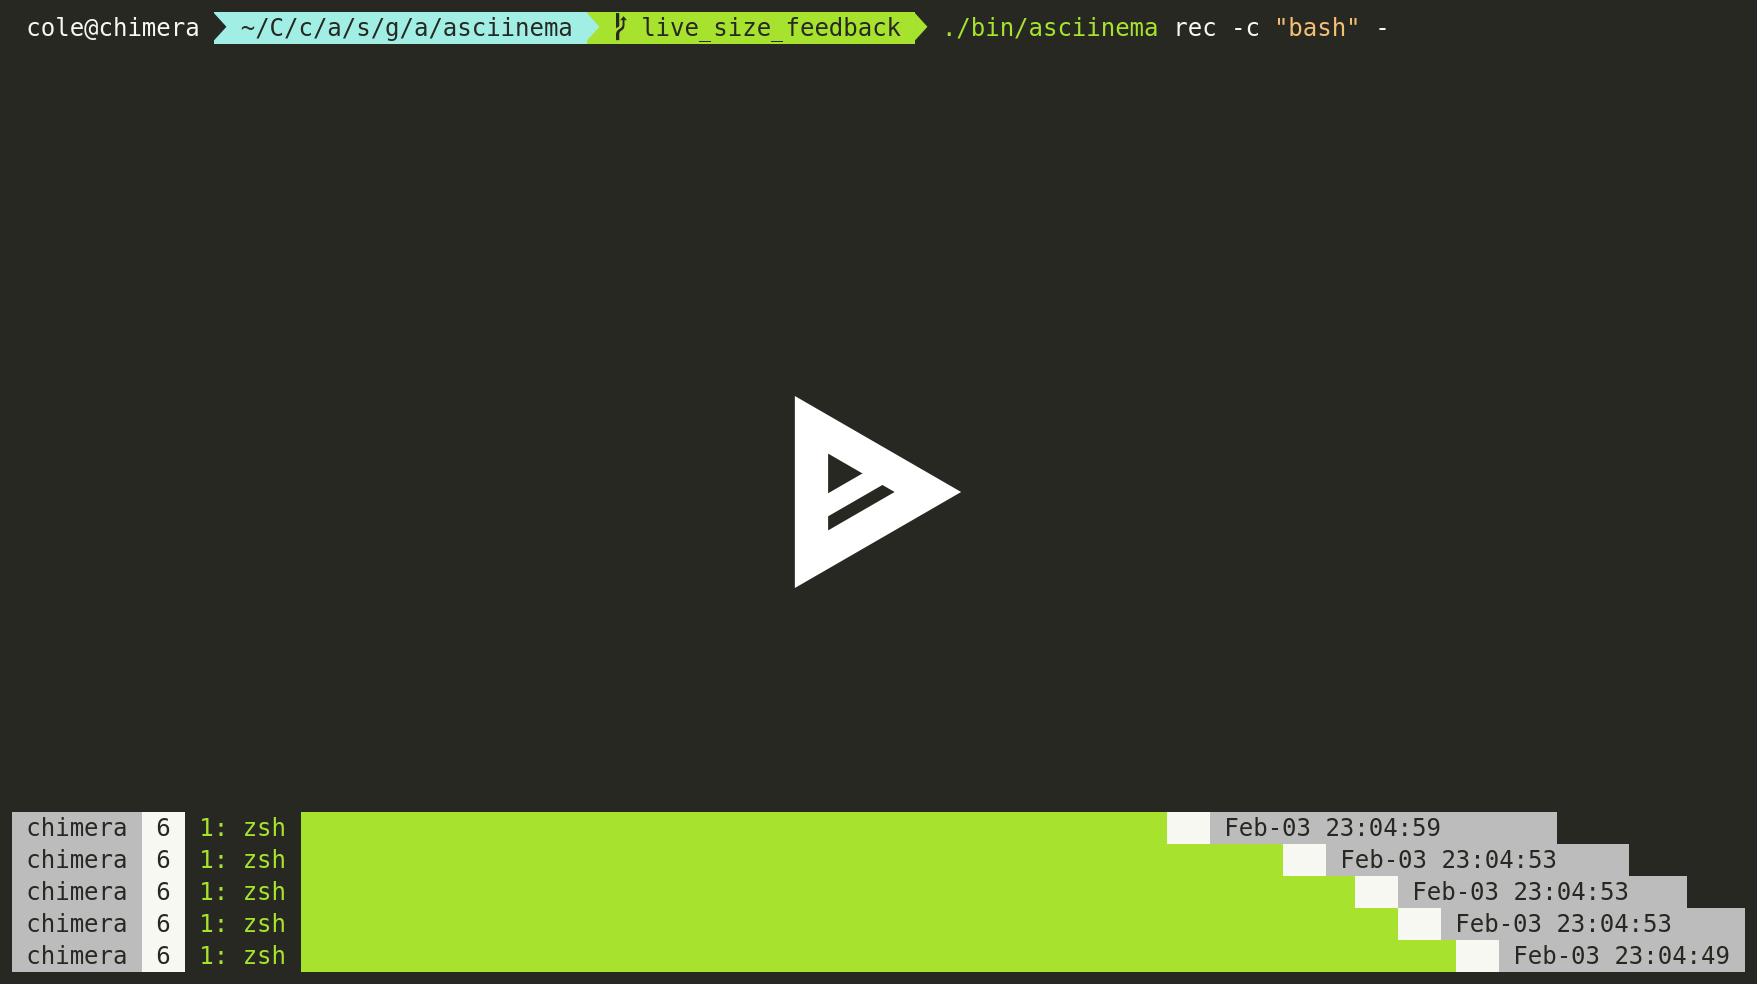 cole@chimera ~/C/c/a/s/g/a/asciinema live_size_feedback ./bin/asciinema rec -c "bash" -
chimera 6 1: zsh Feb-03 23:04:59
chimera 6 1: zsh Feb-03 23:04:53
chimera 6 1: zsh Feb-03 23:04:53
chimera 6 1: zsh Feb-03 23:04:53
chimera 6 1: zsh Feb-03 23:04:49